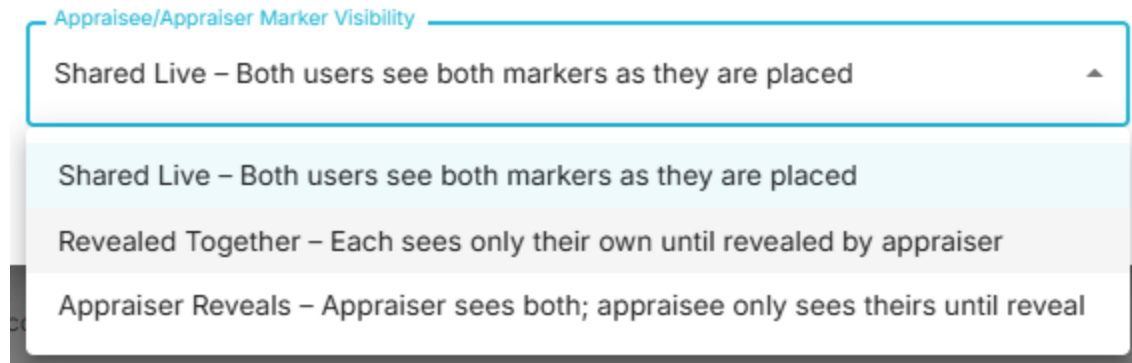 Appraisee/Appraiser Marker Visibility
Shared Live – Both users see both markers as they are placed
Shared Live – Both users see both markers as they are placed
Revealed Together – Each sees only their own until revealed by appraiser
Appraiser Reveals – Appraiser sees both; appraisee only sees theirs until reveal